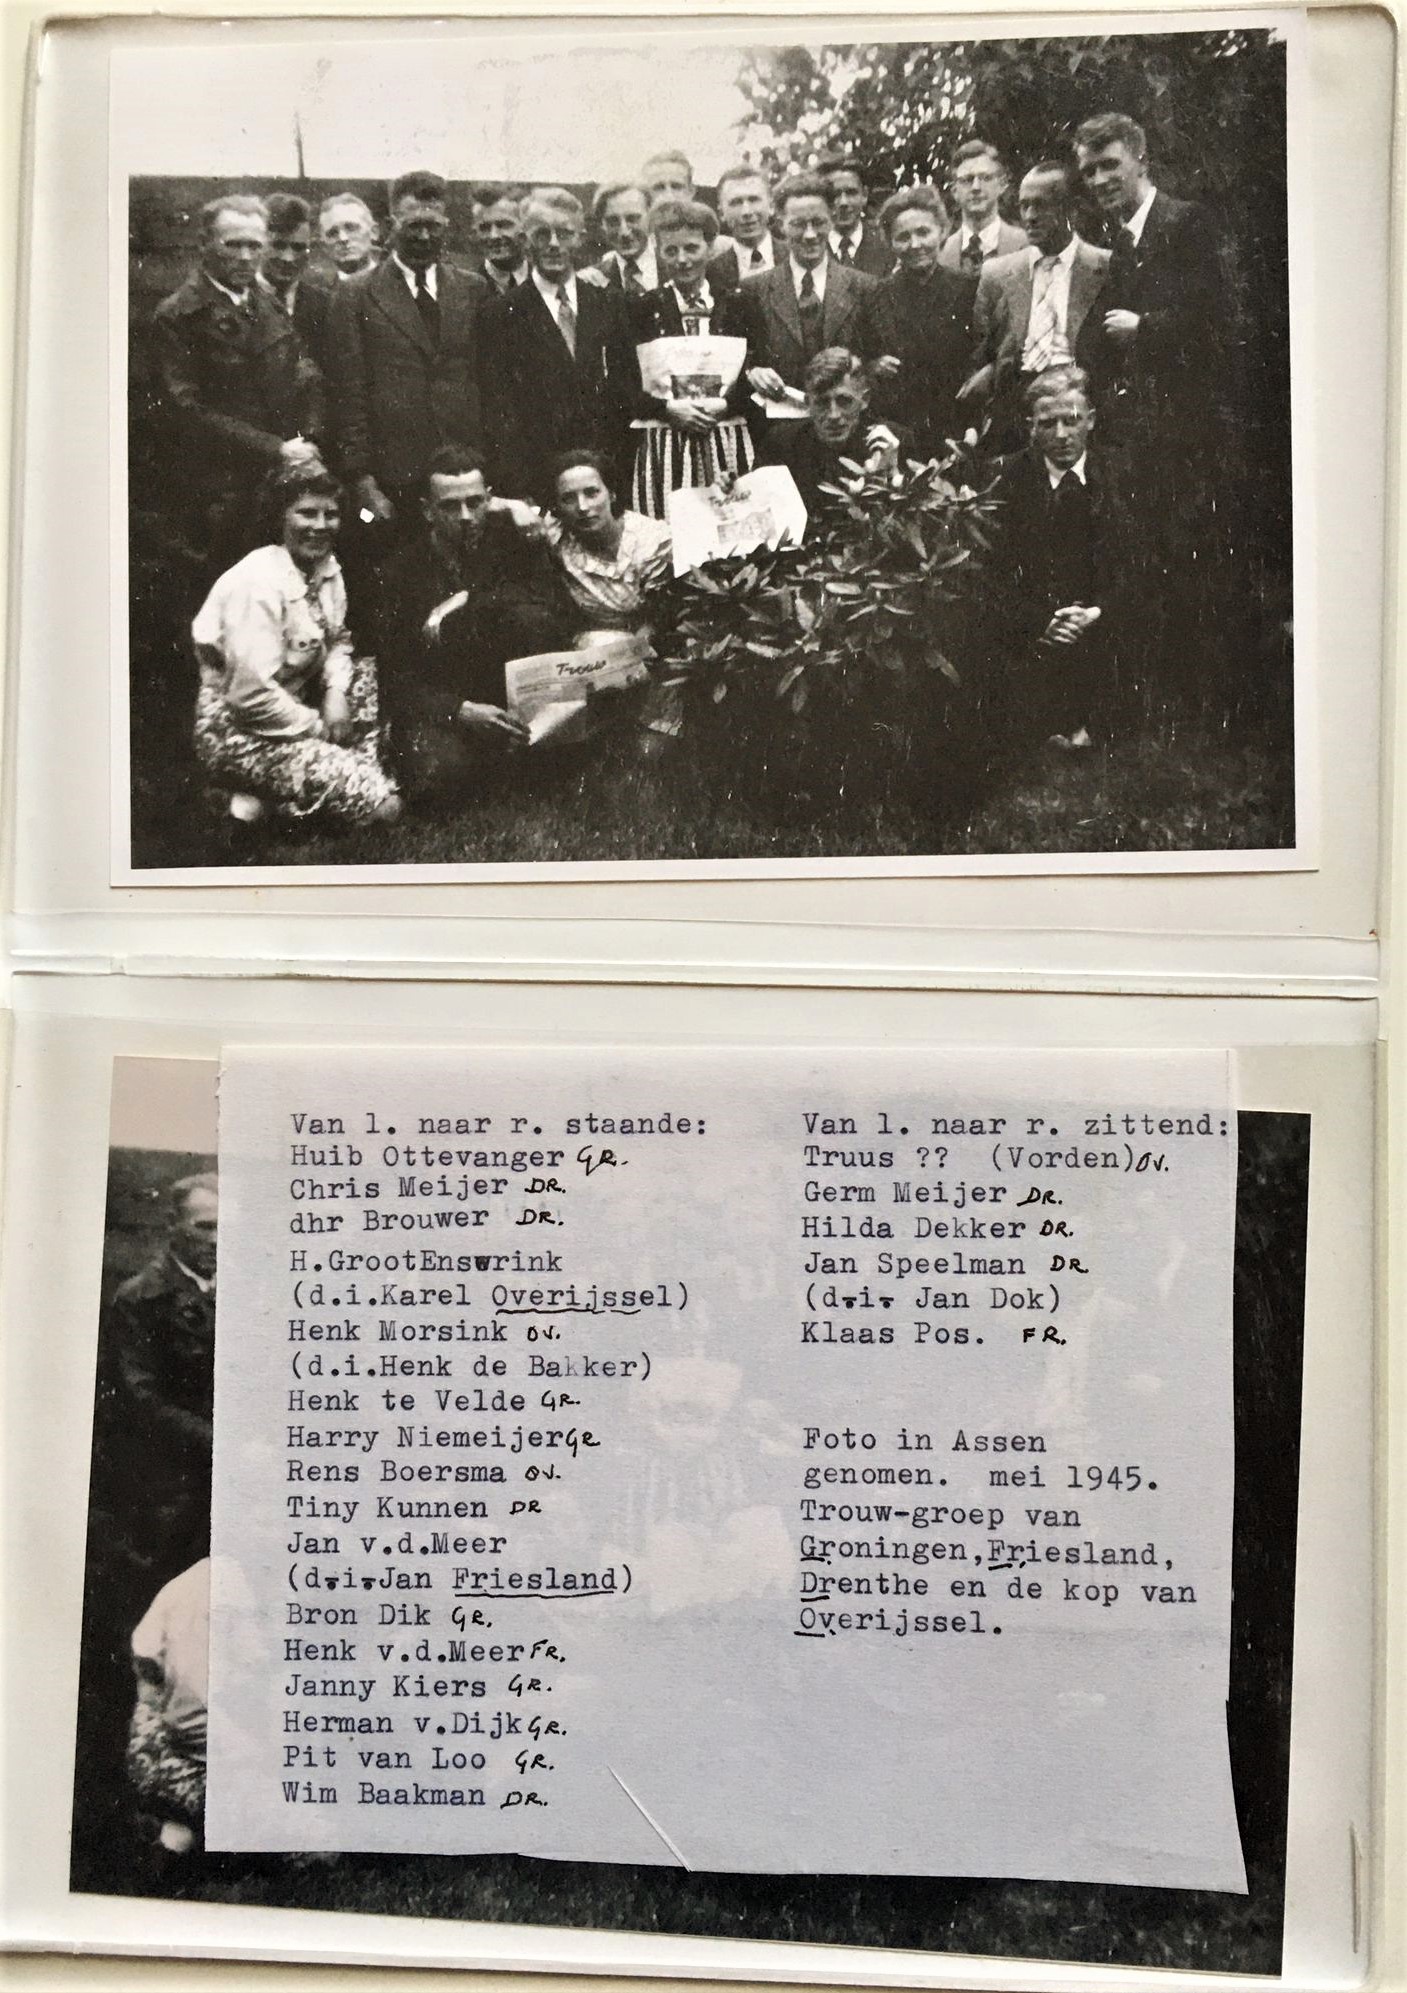 Trouw
Trouw
Van l. naar r. staande:
Huib Ottevanger GR.
Chris Meijer DR.
dhr Brouwer DR.
H.GrootEnswrink
(d.i.Karel Overijssel)
Henk Morsink OV.
(d.i.Henk de Bakker)
Henk te Velde GR.
Harry Niemeijer GR
Rens Boersma OV.
Tiny Kunnen DR
Jan v.d.Meer
(d.i.Jan Friesland)
Bron Dik GR.
Henk v.d.Meer FR.
Janny Kiers GR.
Herman v.Dijk GR.
Pit van Loo GR.
Wim Baakman DR.
Van l. naar r. zittend:
Truus ?? (Vorden) OV.
Germ Meijer DR.
Hilda Dekker DR.
Jan Speelman DR
(d.i. Jan Dok)
Klaas Pos. FR.
Foto in Assen
genomen. mei 1945.
Trouw-groep van
Groningen,Friesland,
Drenthe en de kop van
Overijssel.